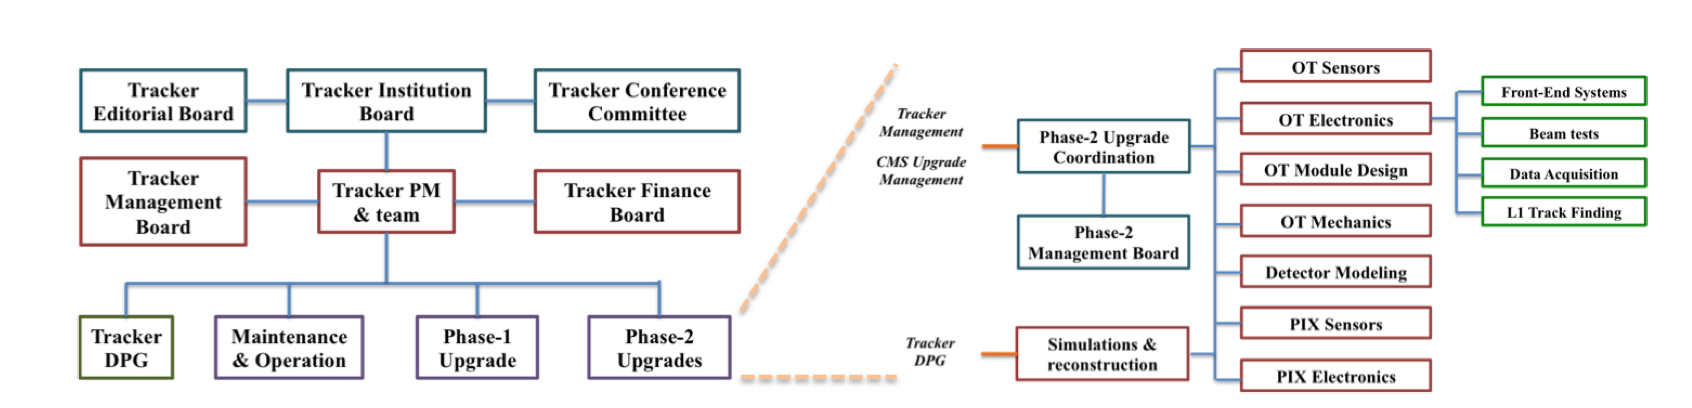 Tracker
Editorial Board
Tracker Institution
Board
Tracker Conference
Committee
Tracker
Management
Board
Tracker PM
& team
Tracker Finance
Board
Tracker
DPG
Maintenance
& Operation
Phase-1
Upgrade
Phase-2
Upgrades
Tracker
Management
CMS Upgrade
Management
Phase-2 Upgrade
Coordination
Phase-2
Management Board
Tracker
DPG
Simulations &
reconstruction
OT Sensors
OT Electronics
OT Module Design
OT Mechanics
Detector Modeling
PIX Sensors
PIX Electronics
Front-End Systems
Beam tests
Data Acquisition
L1 Track Finding